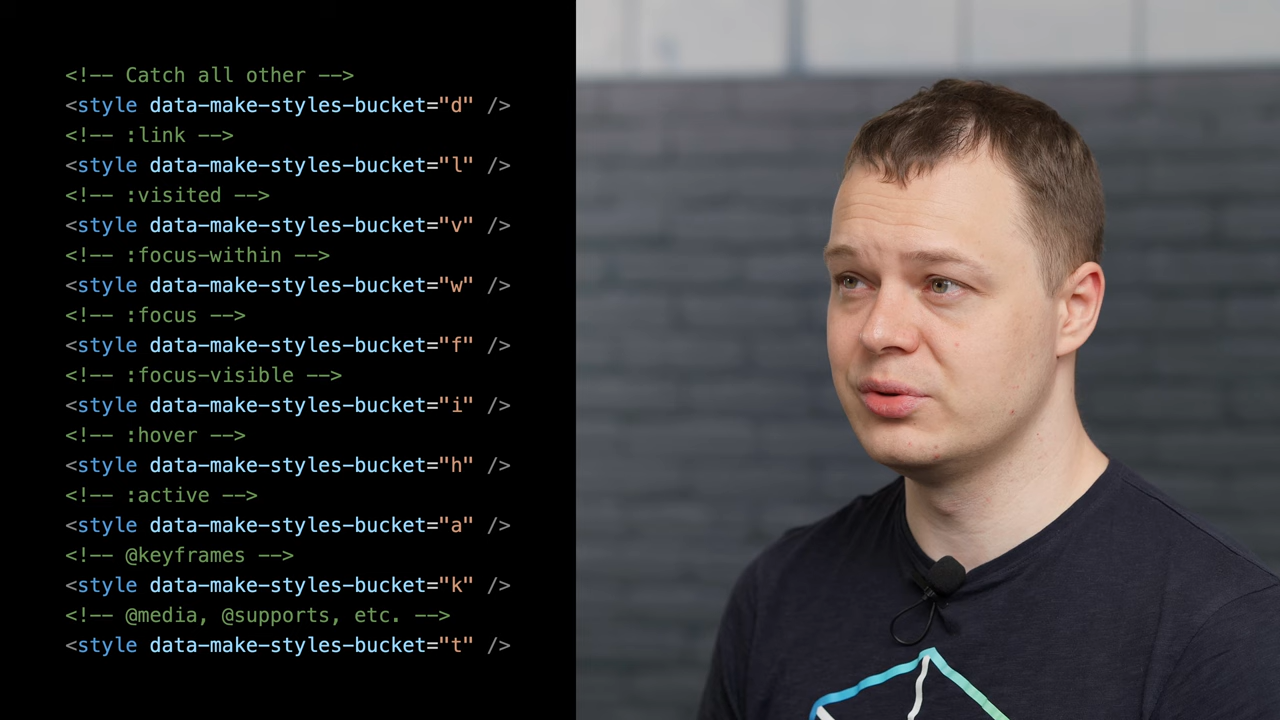 <!-- Catch all other -->
<style data-make-styles-bucket="d" />
<!-- :link -->
<style data-make-styles-bucket="l" />
<!-- :visited -->
<style data-make-styles-bucket="v" />
<!-- :focus-within -->
<style data-make-styles-bucket="w" />
<!-- :focus -->
<style data-make-styles-bucket="f" />
<!-- :focus-visible -->
<style data-make-styles-bucket="i" />
<!-- :hover -->
<style data-make-styles-bucket="h" />
<!-- :active -->
<style data-make-styles-bucket="a" />
<!-- @keyframes -->
<style data-make-styles-bucket="k" />
<!-- @media, @supports, etc. -->
<style data-make-styles-bucket="t" />